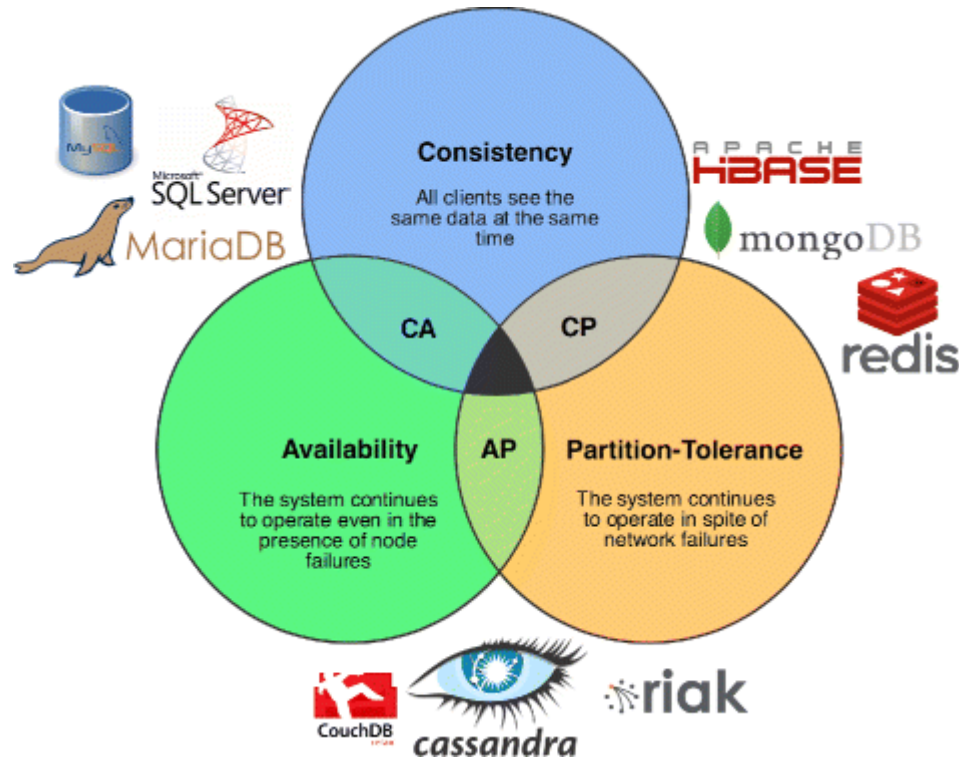 MySQL
Microsoft
SQL Server
MariaDB
Consistency
All clients see the
same data at the same
time
APACHE
HBASE
mongoDB
redis
CA
CP
Availability
The system continues
to operate even in the
presence of node
failures
AP
Partition-Tolerance
The system continues
to operate in spite of
network failures
CouchDB
cassandra
riak